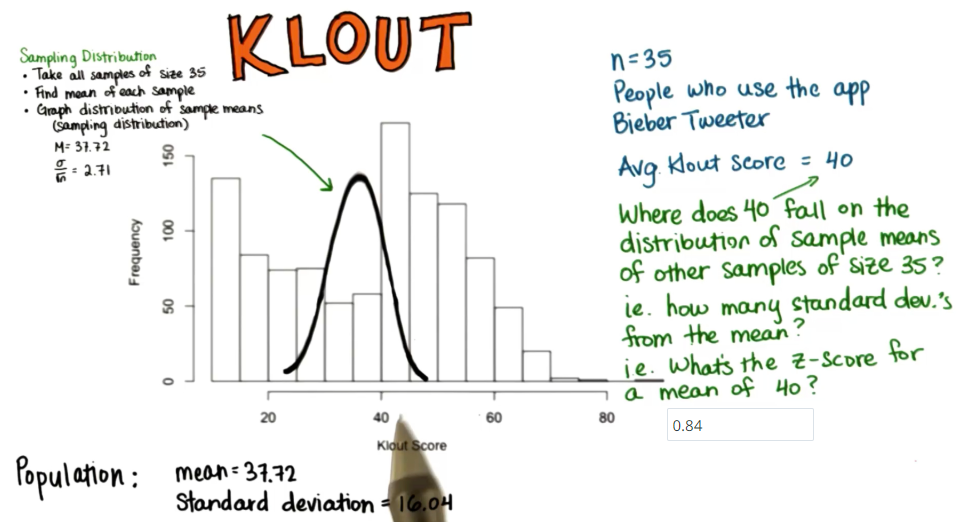 KLOUT
Sampling Distribution
• Take all samples of size 35
• Find mean of each sample
• Graph distribution of sample means
(sampling distribution)
M = 37.72
σ/√n = 2.71
n = 35
People who use the app
Bieber Tweeter
Avg. Klout score = 40
Where does 40 fall on the
distribution of sample means
of other samples of size 35?
ie. how many standard dev.'s
from the mean?
i.e. What's the z-score for
a mean of 40?
0.84
Frequency
150
100
50
0
20 40 60 80
Klout Score
Population: mean = 37.72
Standard deviation = 16.04